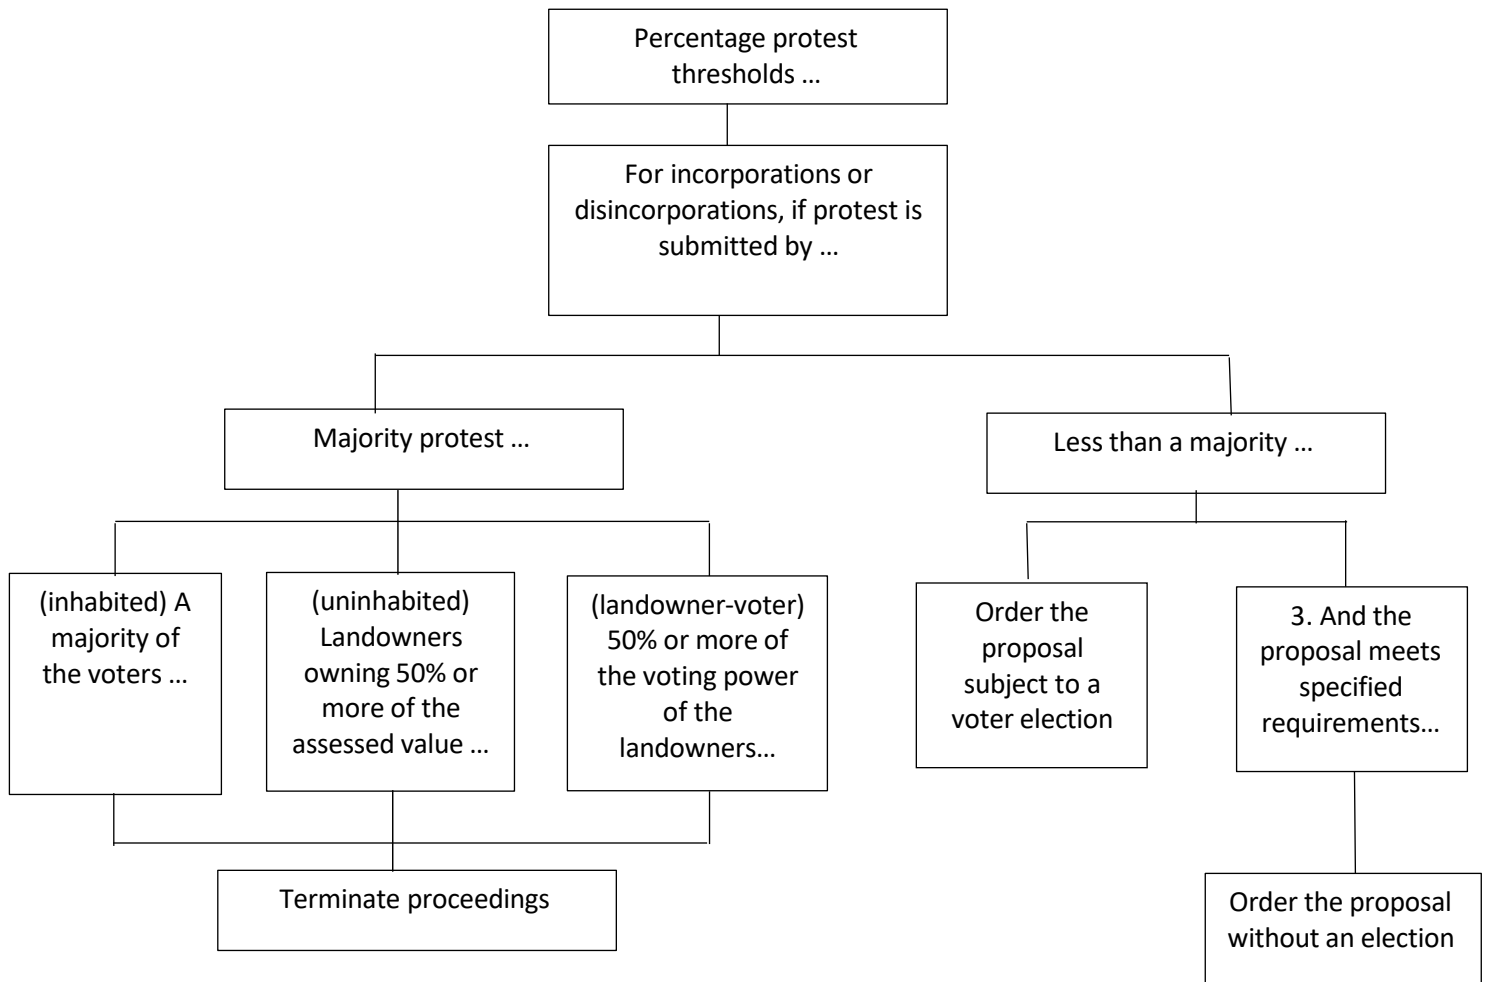 Percentage protest
thresholds …
For incorporations or
disincorporations, if protest is
submitted by …
Majority protest …
Less than a majority …
(inhabited) A
majority of
the voters …
(uninhabited)
Landowners
owning 50% or
more of the
assessed value …
(landowner-voter)
50% or more of
the voting power
of the
landowners…
Order the
proposal
subject to a
voter election
3. And the
proposal meets
specified
requirements…
Terminate proceedings
Order the proposal
without an election